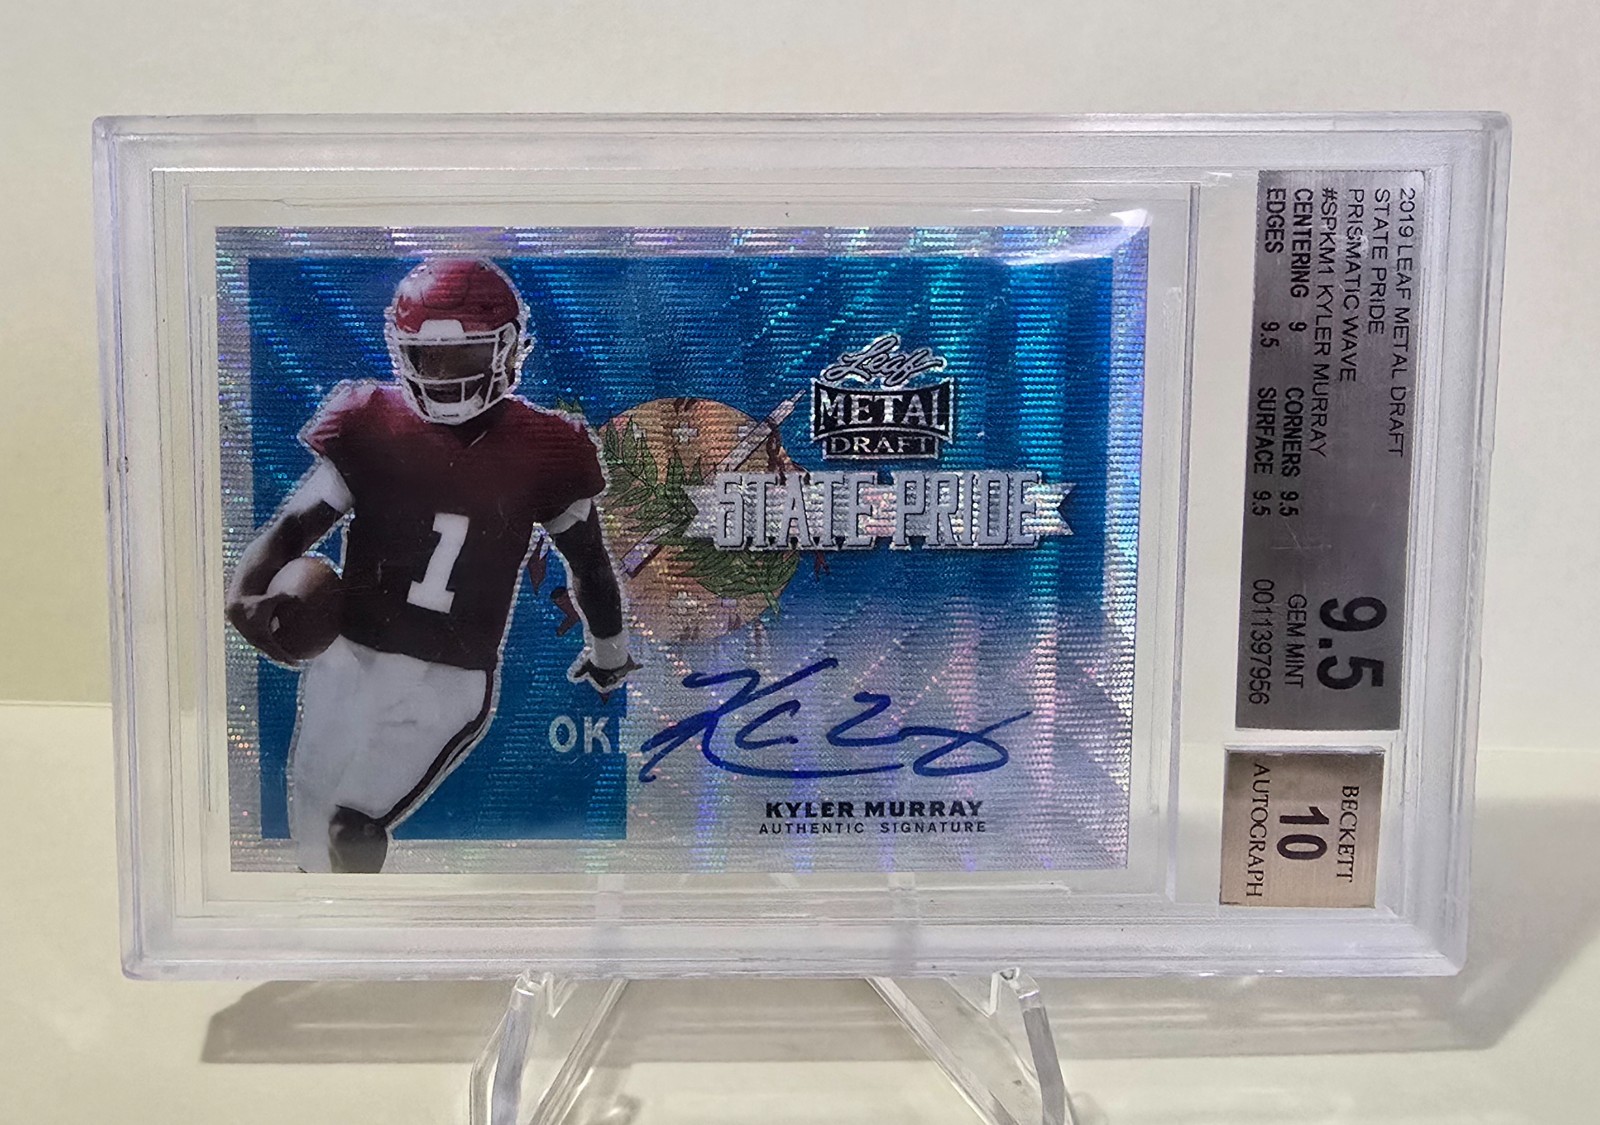 1
Leaf
METAL
DRAFT
STATE PRIDE
OK
KYLER MURRAY
AUTHENTIC SIGNATURE
2019 LEAF METAL DRAFT
STATE PRIDE
PRISMATIC WAVE
#SPKM1 KYLER MURRAY
CENTERING 9 CORNERS 9.5
EDGES 9.5 SURFACE 9.5
9.5
GEM MINT
0011397956
BECKETT
10
AUTOGRAPH